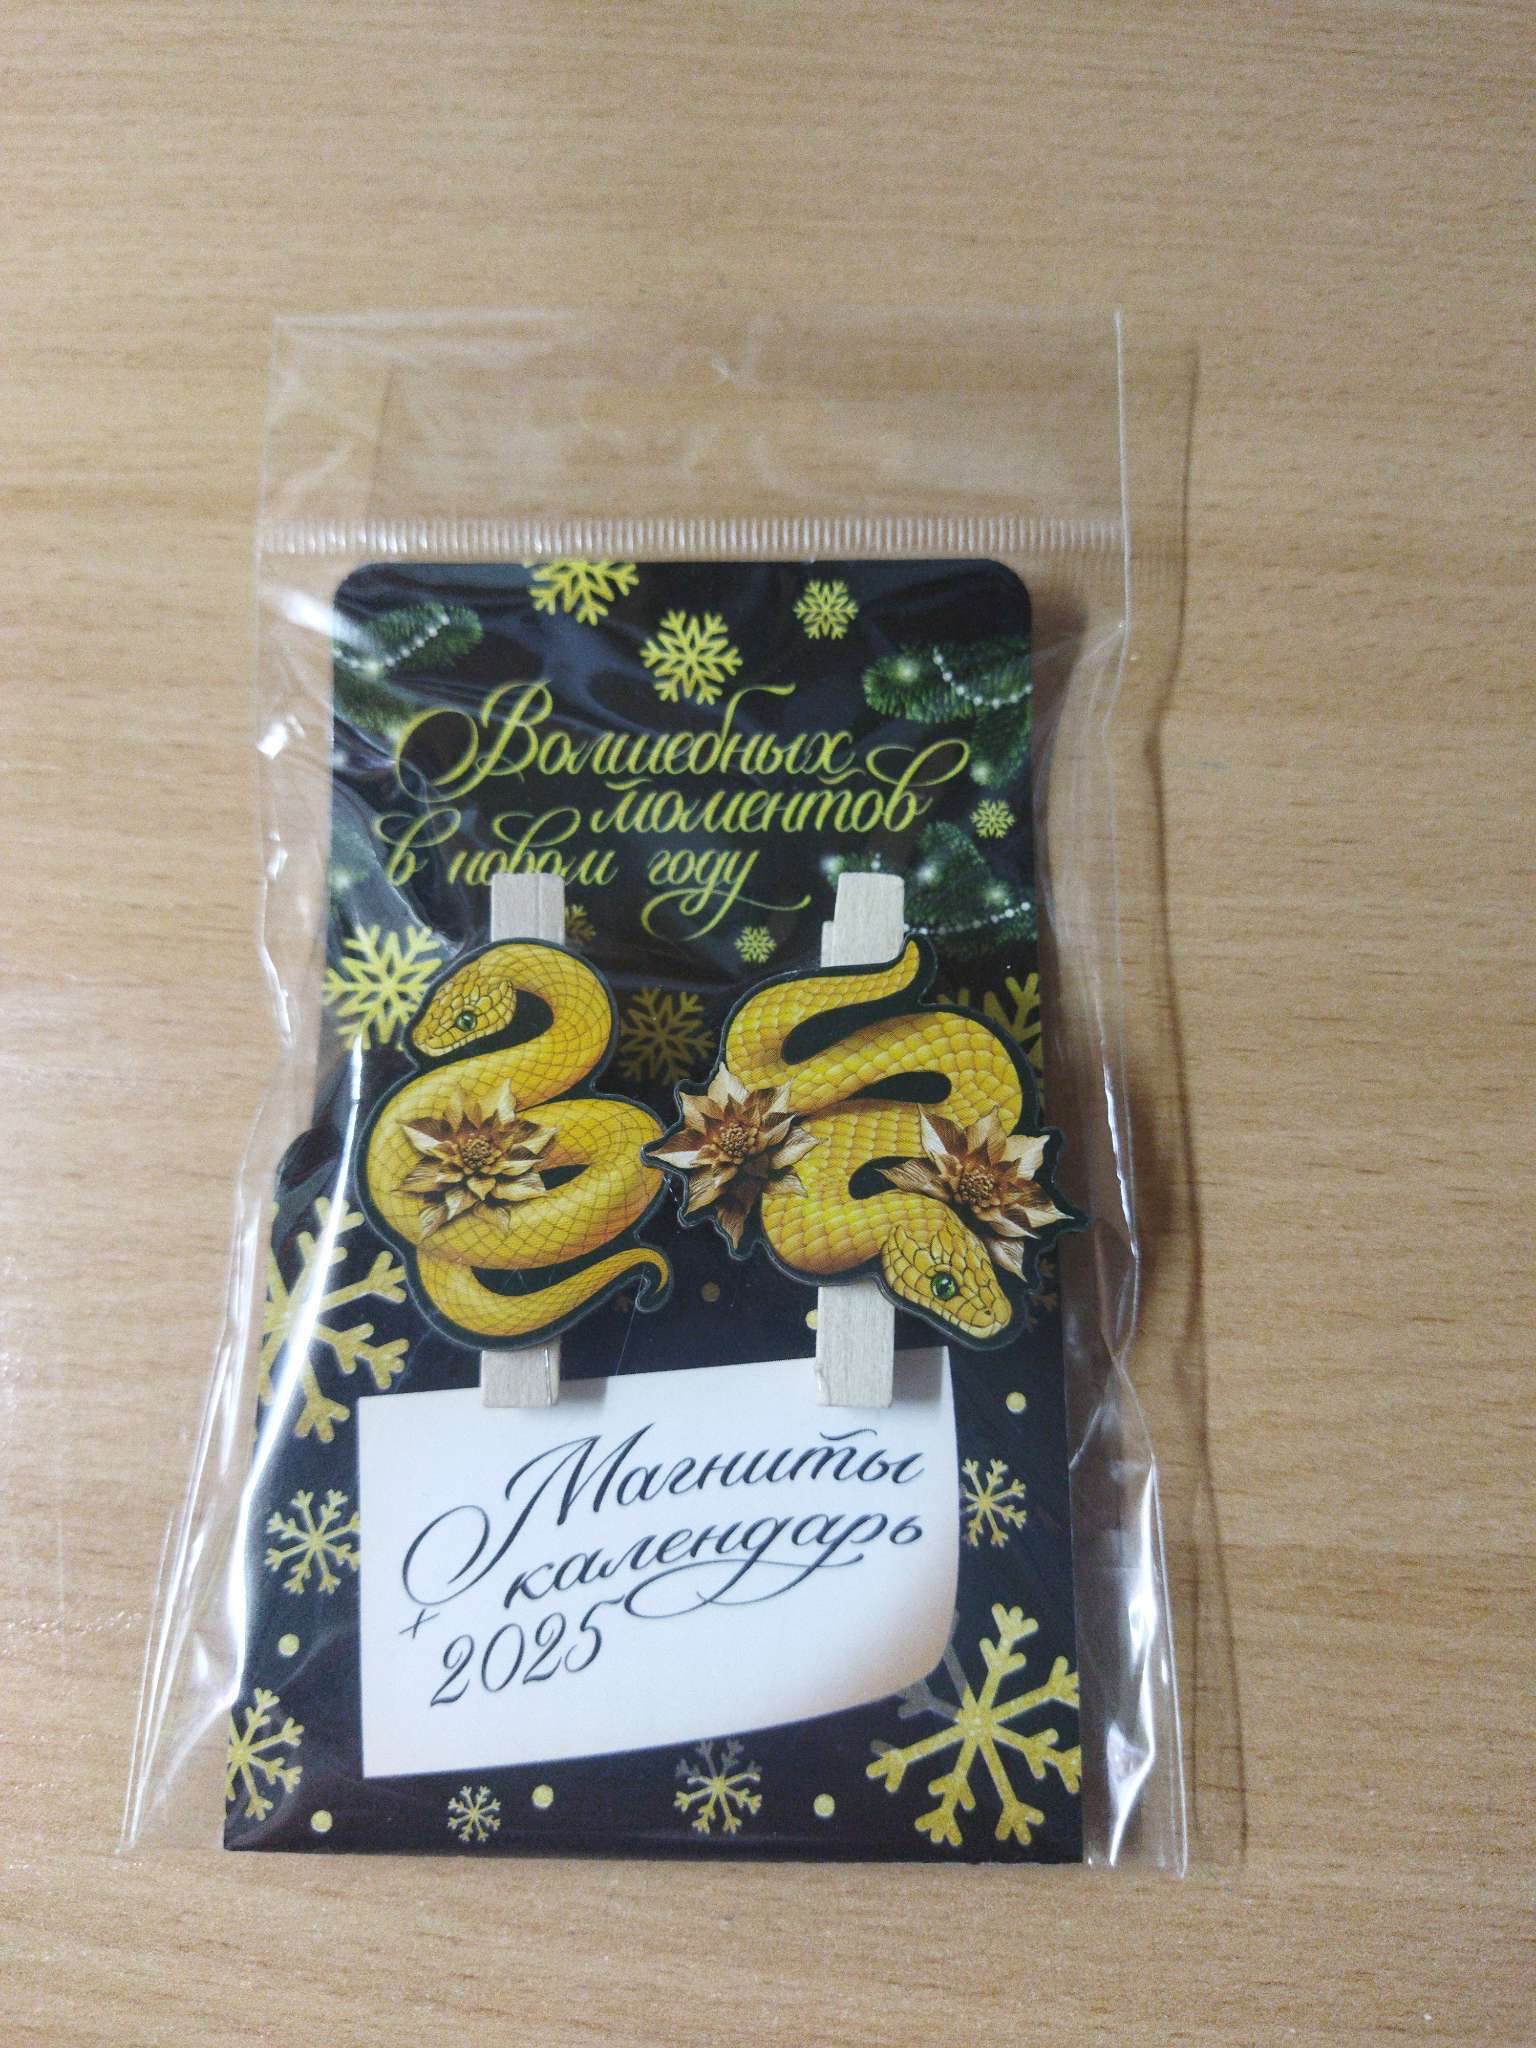 Волшебных
моментов
в новом году
Магниты
+ календарь
2025